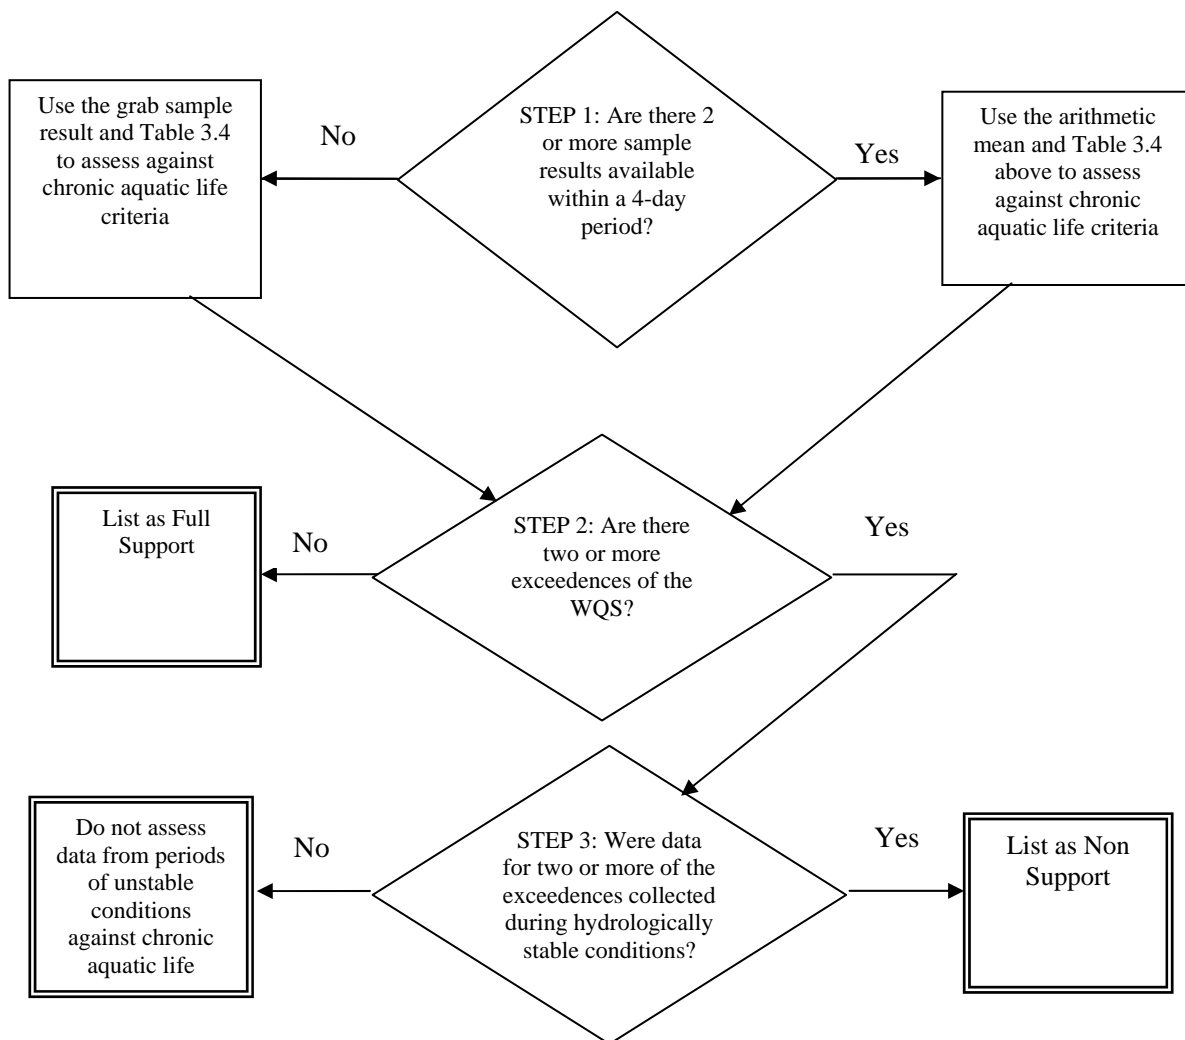 Use the grab sample
result and Table 3.4
to assess against
chronic aquatic life
criteria
No
STEP 1: Are there 2
or more sample
results available
within a 4-day
period?
Yes
Use the arithmetic
mean and Table 3.4
above to assess
against chronic
aquatic life criteria
List as Full
Support
No
STEP 2: Are there
two or more
exceedences of the
WQS?
Yes
Do not assess
data from periods
of unstable
conditions
against chronic
aquatic life
No
STEP 3: Were data
for two or more of the
exceedences collected
during hydrologically
stable conditions?
Yes
List as Non
Support